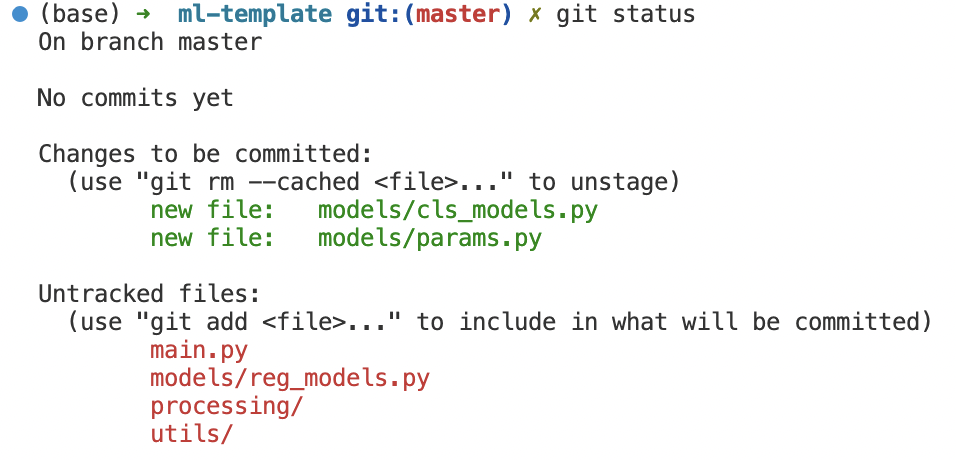 (base) ➜  ml-template git:(master) ✗ git status
On branch master

No commits yet

Changes to be committed:
  (use "git rm --cached <file>..." to unstage)
        new file:   models/cls_models.py
        new file:   models/params.py

Untracked files:
  (use "git add <file>..." to include in what will be committed)
        main.py
        models/reg_models.py
        processing/
        utils/